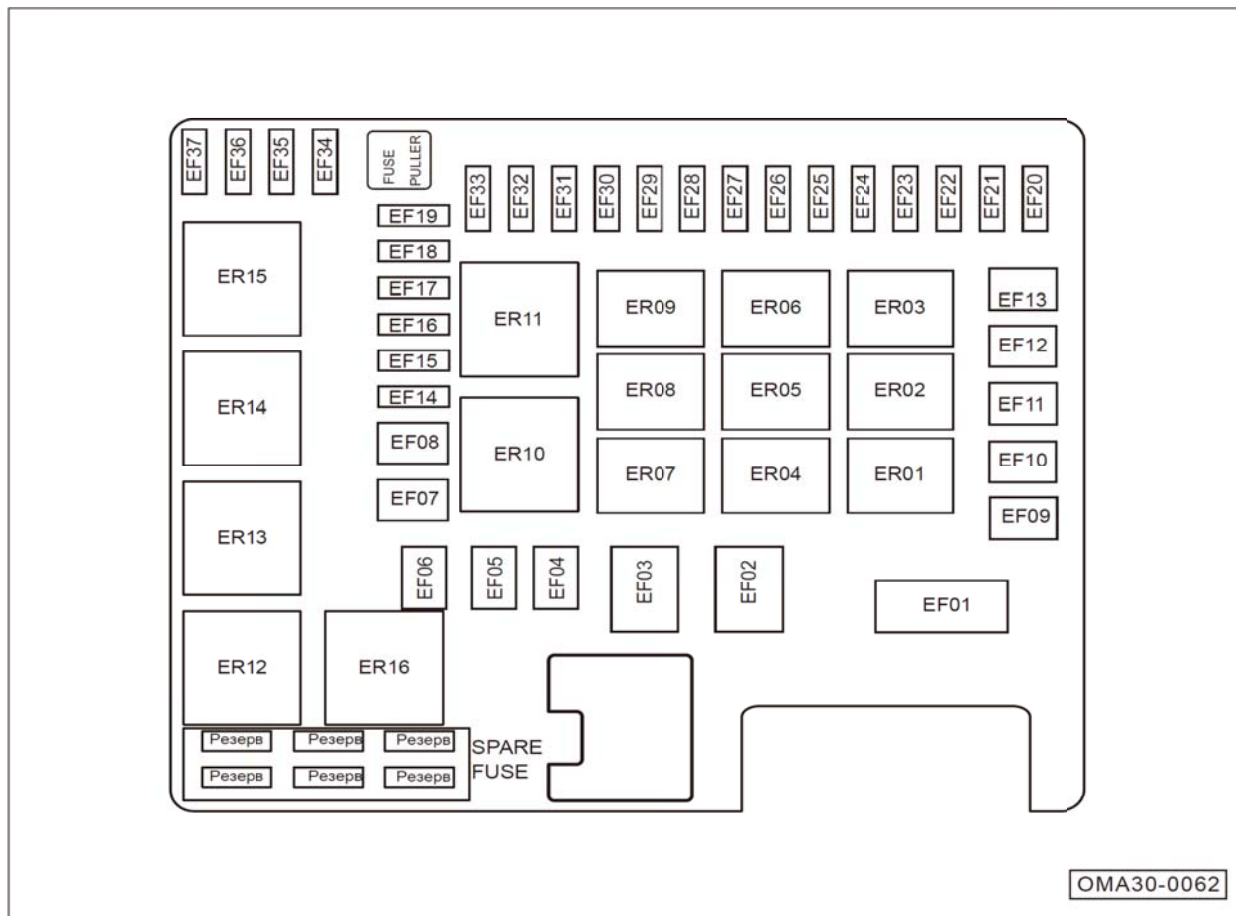 EF37
EF36
EF35
EF34
FUSE
PULLER
EF33
EF32
EF31
EF30
EF29
EF28
EF27
EF26
EF25
EF24
EF23
EF22
EF21
EF20
EF19
EF18
EF17
EF16
EF15
EF14
EF08
EF07
ER15
ER14
ER13
ER12
ER16
ER11
ER10
ER09
ER06
ER03
ER08
ER05
ER02
ER07
ER04
ER01
EF13
EF12
EF11
EF10
EF09
EF06
EF05
EF04
EF03
EF02
EF01
Резерв Резерв Резерв
Резерв Резерв Резерв
SPARE
FUSE
OMA30-0062